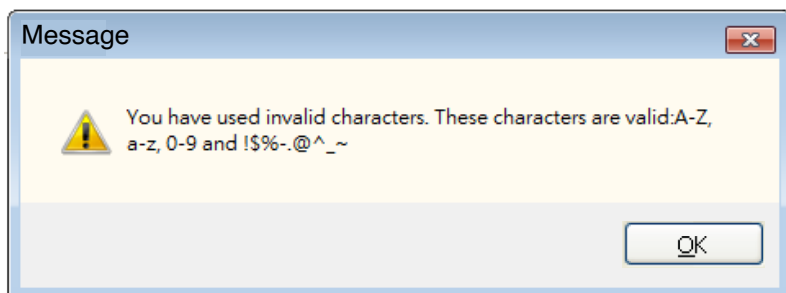 Message
You have used invalid characters. These characters are valid:A-Z,
a-z, 0-9 and !$%-.@^_~
OK